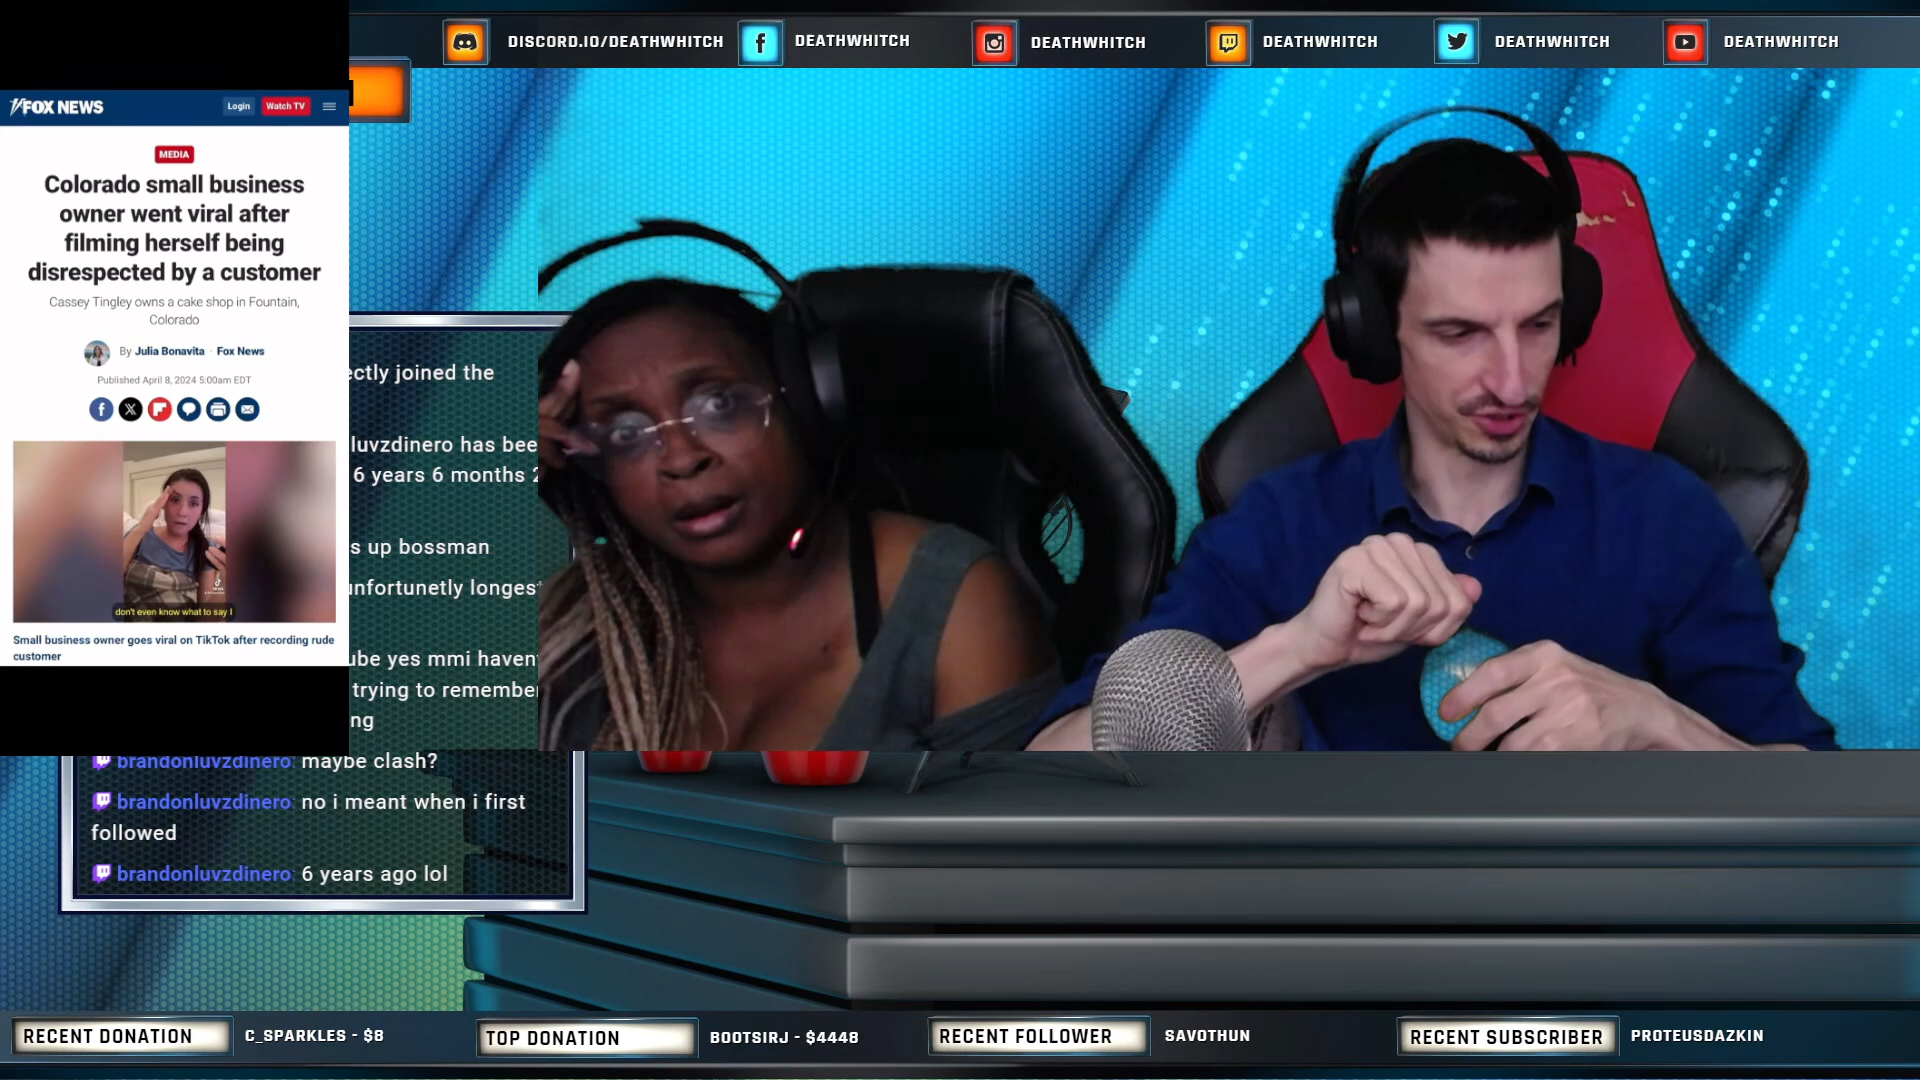 DISCORD.IO/DEATHWHITCH
DEATHWHITCH
DEATHWHITCH
DEATHWHITCH
DEATHWHITCH
DEATHWHITCH
FOX NEWS
Login
Watch TV
MEDIA
Colorado small business
owner went viral after
filming herself being
disrespected by a customer
Cassey Tingley owns a cake shop in Fountain,
Colorado
By Julia Bonavita · Fox News
Published April 8, 2024 5:00am EDT
don't even know what to say I
Small business owner goes viral on TikTok after recording rude
customer
ectly joined the
luvzdinero has bee
6 years 6 months 2
s up bossman
unfortunetly longest
ube yes mmi haven
trying to remember
ng
brandonluvzdinero: maybe clash?
brandonluvzdinero: no i meant when i first
followed
brandonluvzdinero: 6 years ago lol
RECENT DONATION
C_SPARKLES - $8
TOP DONATION
BOOTSIRJ - $4448
RECENT FOLLOWER
SAVOTHUN
RECENT SUBSCRIBER
PROTEUSDAZKIN